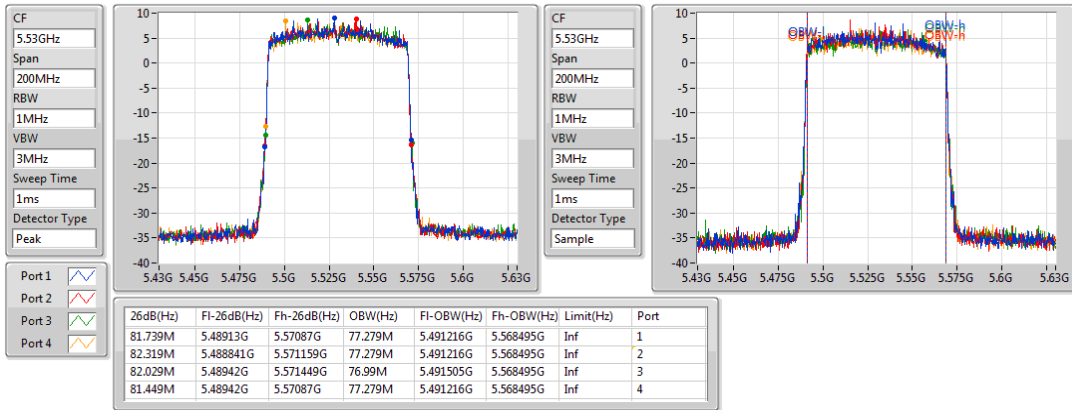 CF
5.53GHz
Span
200MHz
RBW
1MHz
VBW
3MHz
Sweep Time
1ms
Detector Type
Peak
10
5
0
-5
-10
-15
-20
-25
-30
-35
-40
5.43G 5.45G 5.475G 5.5G 5.525G 5.55G 5.575G 5.6G 5.63G
CF
5.53GHz
Span
200MHz
RBW
1MHz
VBW
3MHz
Sweep Time
1ms
Detector Type
Sample
10
5
0
-5
-10
-15
-20
-25
-30
-35
-40
OBW- OBW-h
OBW-h
5.43G 5.45G 5.475G 5.5G 5.525G 5.55G 5.575G 5.6G 5.63G
Port 1
Port 2
Port 3
Port 4
26dB(Hz) Fl-26dB(Hz) Fh-26dB(Hz) OBW(Hz) Fl-OBW(Hz) Fh-OBW(Hz) Limit(Hz) Port
81.739M 5.48913G 5.57087G 77.279M 5.491216G 5.568495G Inf 1
82.319M 5.488841G 5.571159G 77.279M 5.491216G 5.568495G Inf 2
82.029M 5.48942G 5.571449G 76.99M 5.491505G 5.568495G Inf 3
81.449M 5.48942G 5.57087G 77.279M 5.491216G 5.568495G Inf 4